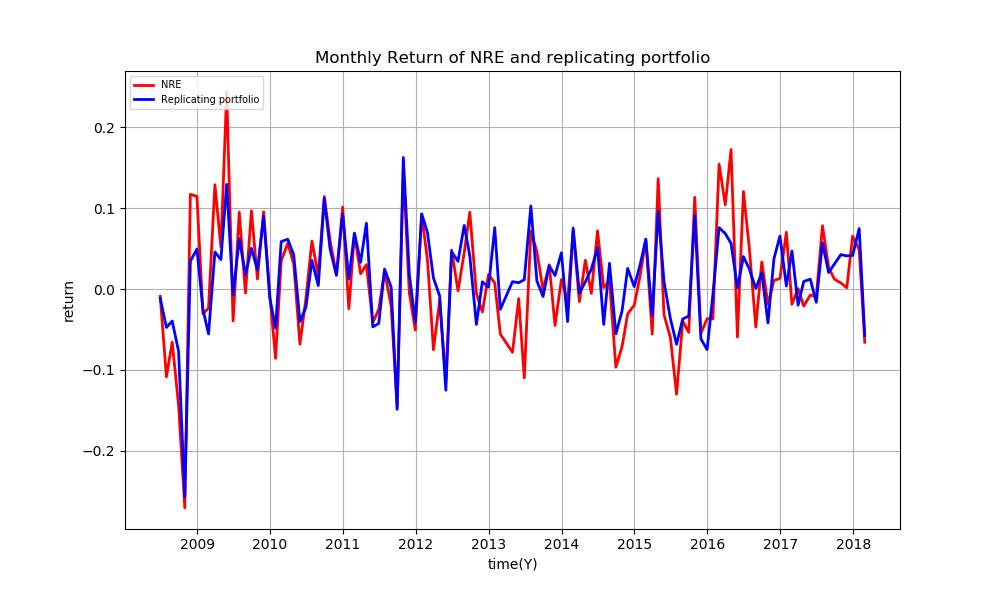 Monthly Return of NRE and replicating portfolio
NRE
Replicating portfolio
0.2
0.1
0.0
−0.1
−0.2
return
2009 2010 2011 2012 2013 2014 2015 2016 2017 2018
time(Y)